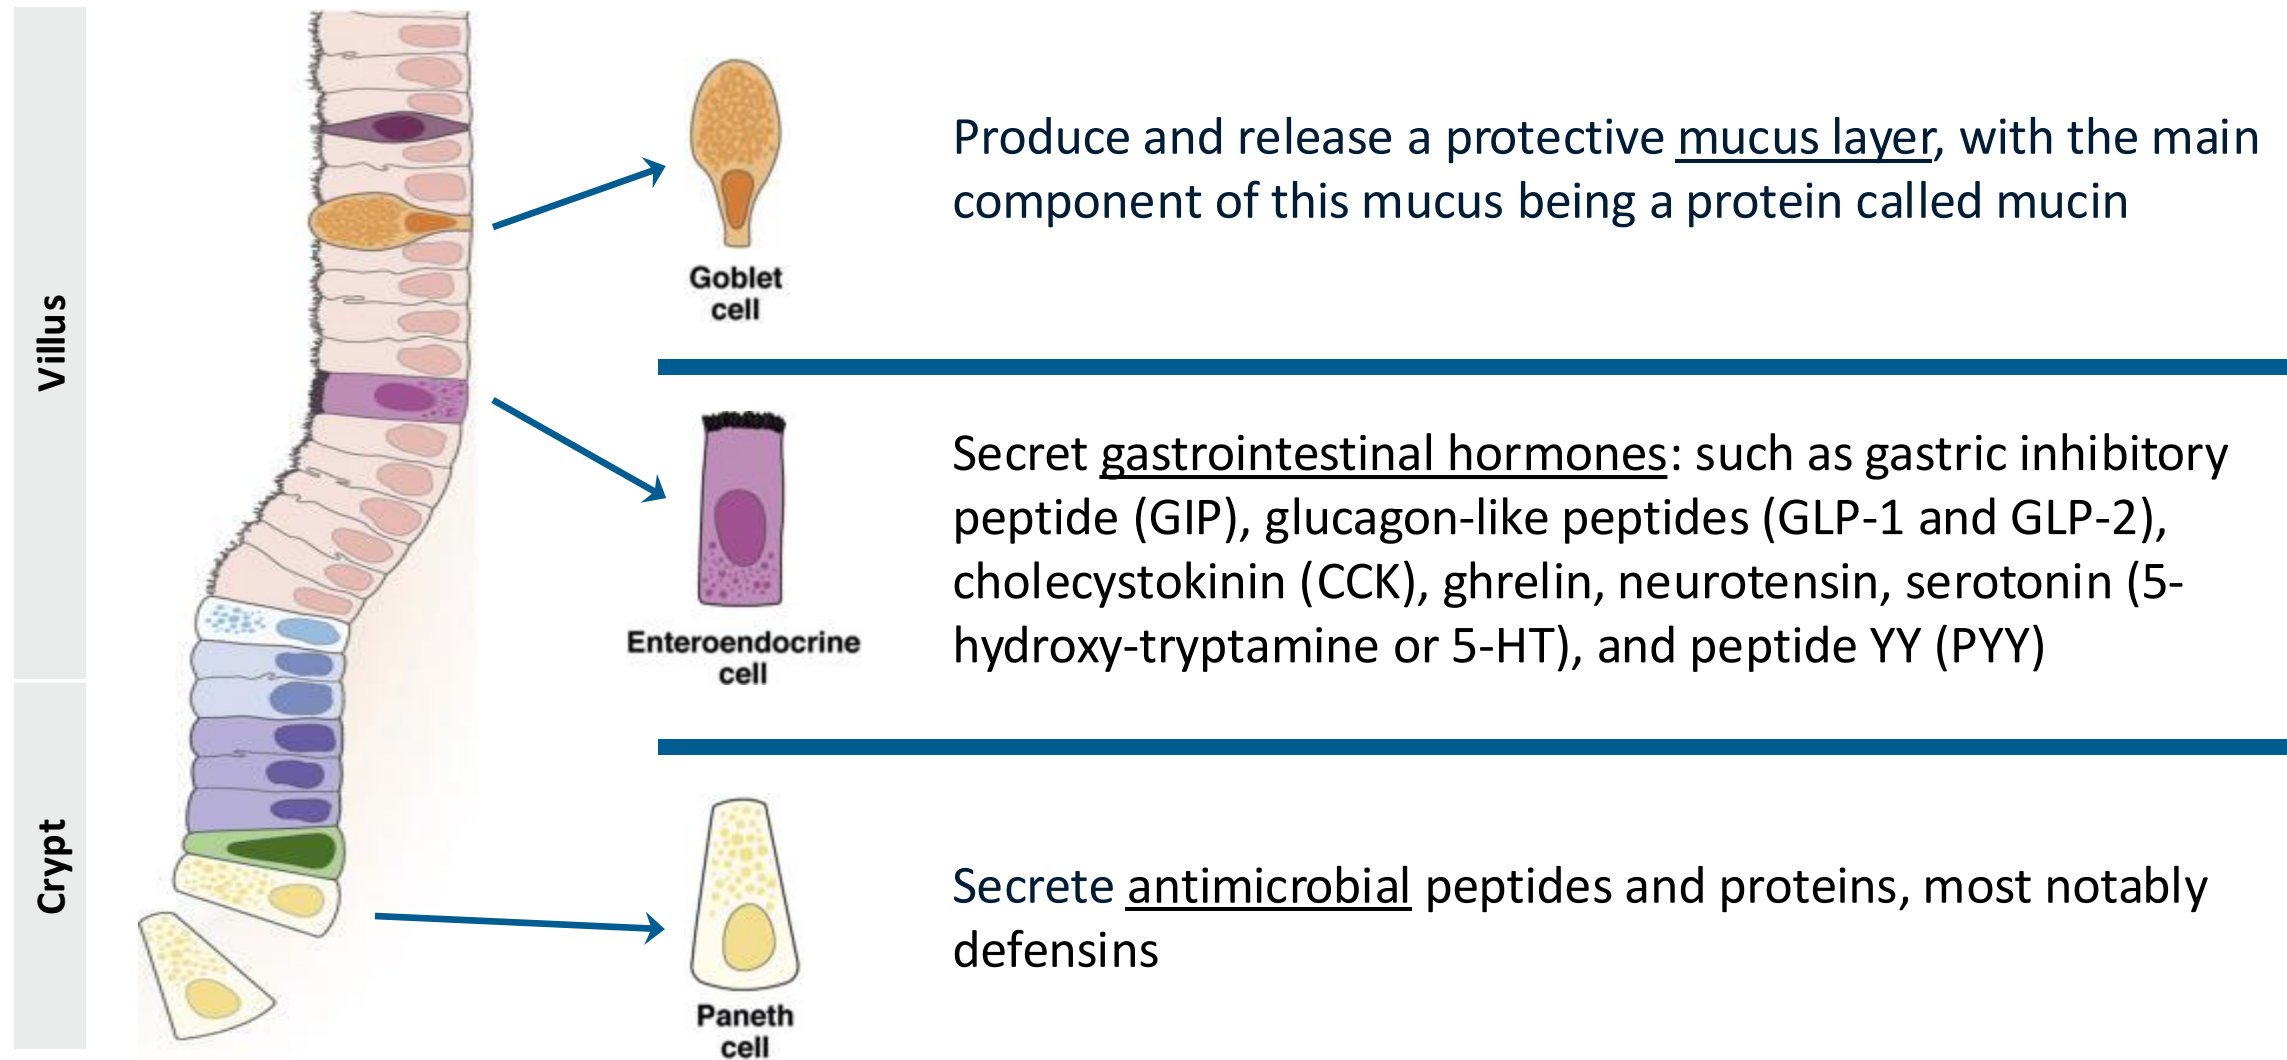 Villus
Crypt
Goblet
cell
Produce and release a protective mucus layer, with the main
component of this mucus being a protein called mucin
Enteroendocrine
cell
Secret gastrointestinal hormones: such as gastric inhibitory
peptide (GIP), glucagon-like peptides (GLP-1 and GLP-2),
cholecystokinin (CCK), ghrelin, neurotensin, serotonin (5-
hydroxy-tryptamine or 5-HT), and peptide YY (PYY)
Paneth
cell
Secrete antimicrobial peptides and proteins, most notably
defensins